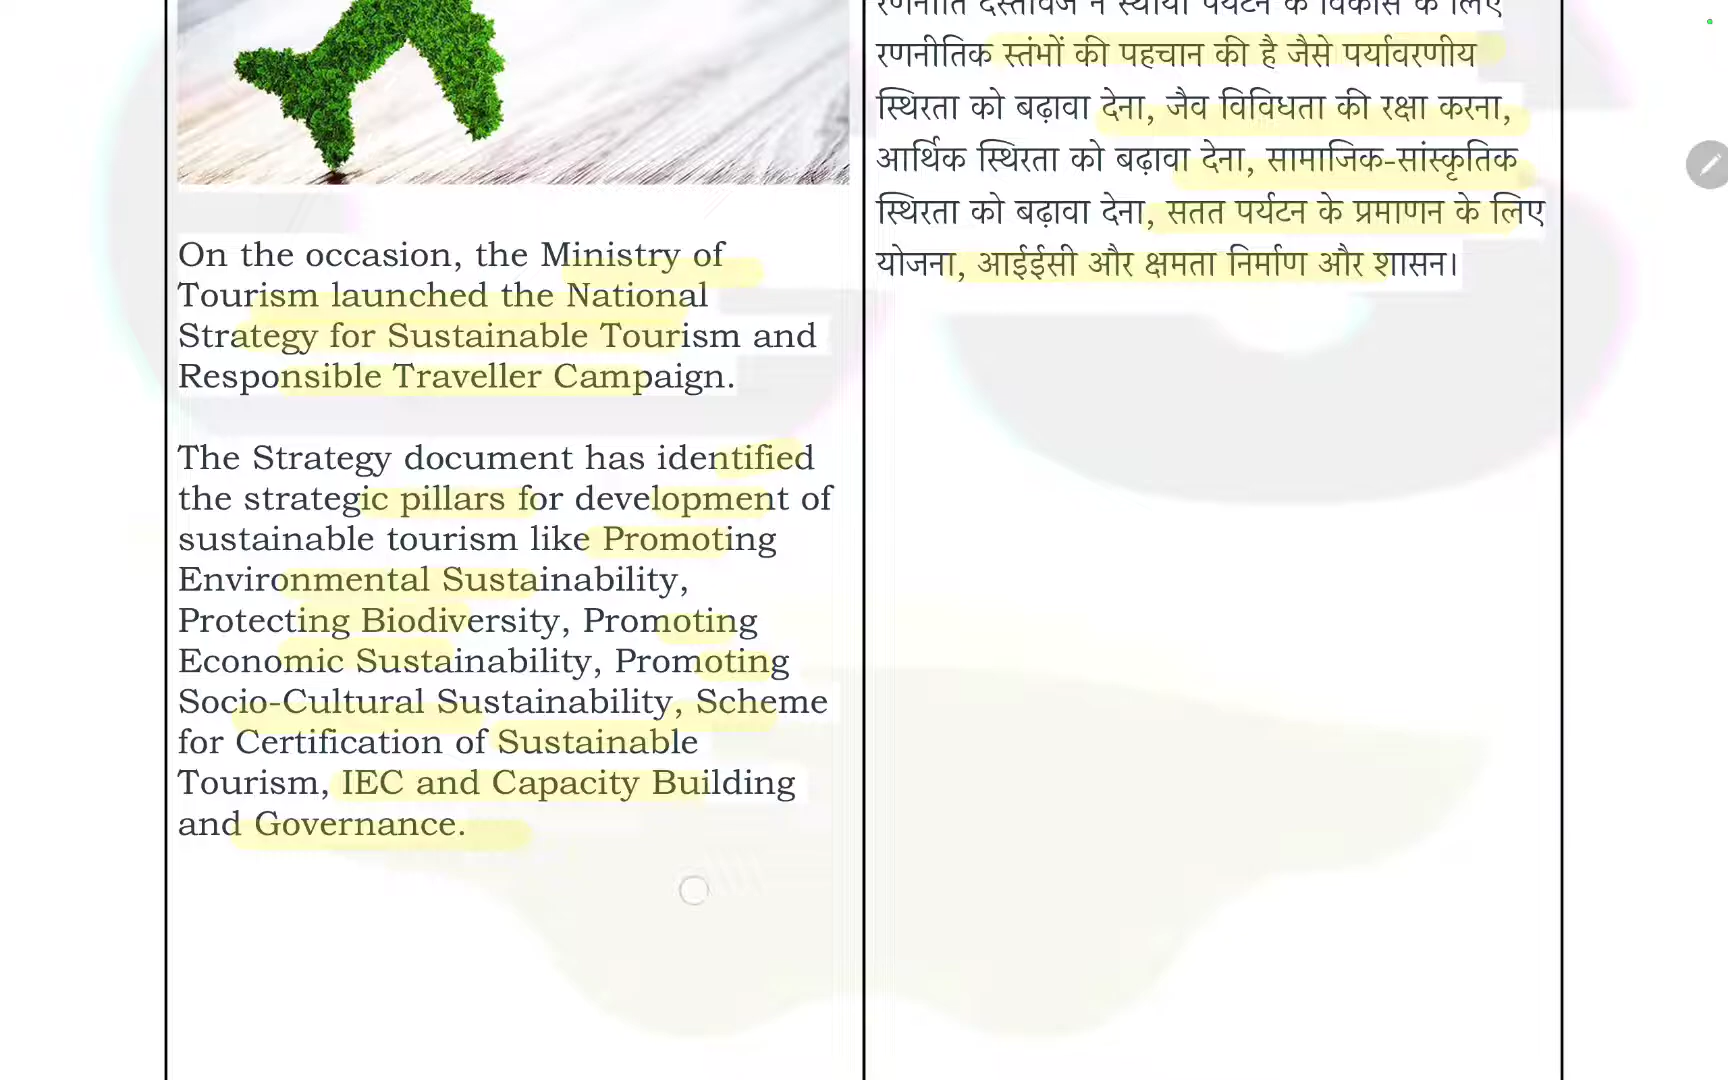 On the occasion, the Ministry of
Tourism launched the National
Strategy for Sustainable Tourism and
Responsible Traveller Campaign.
The Strategy document has identified
the strategic pillars for development of
sustainable tourism like Promoting
Environmental Sustainability,
Protecting Biodiversity, Promoting
Economic Sustainability, Promoting
Socio-Cultural Sustainability, Scheme
for Certification of Sustainable
Tourism, IEC and Capacity Building
and Governance.
रणनीति दस्तावेज ने स्थायी पर्यटन के विकास के लिए
रणनीतिक स्तंभों की पहचान की है जैसे पर्यावरणीय
स्थिरता को बढ़ावा देना, जैव विविधता की रक्षा करना,
आर्थिक स्थिरता को बढ़ावा देना, सामाजिक-सांस्कृतिक
स्थिरता को बढ़ावा देना, सतत पर्यटन के प्रमाणन के लिए
योजना, आईईसी और क्षमता निर्माण और शासन।